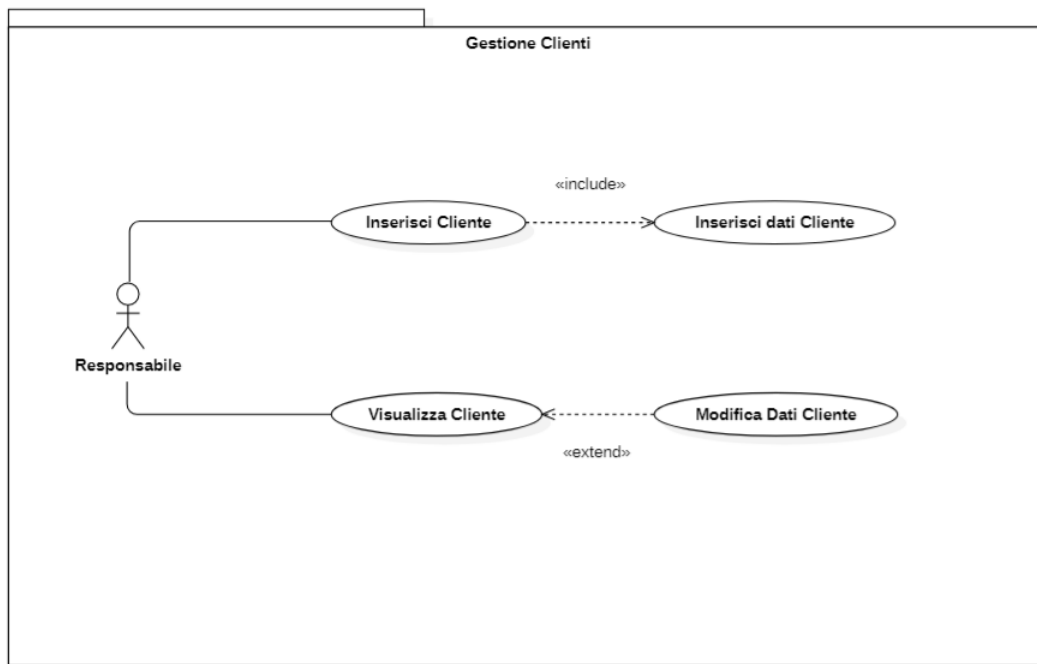 Gestione Clienti
«include»
Inserisci Cliente
Inserisci dati Cliente
Responsabile
Visualizza Cliente
Modifica Dati Cliente
«extend»